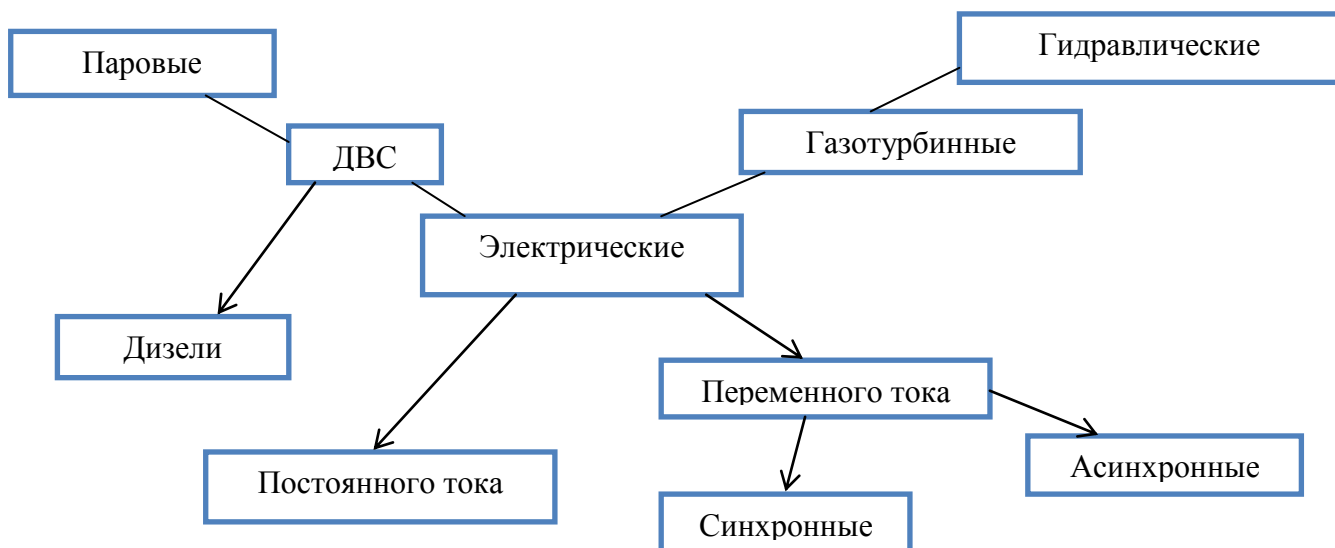 Гидравлические
Паровые
Газотурбинные
ДВС
Электрические
Дизели
Переменного тока
Асинхронные
Постоянного тока
Синхронные